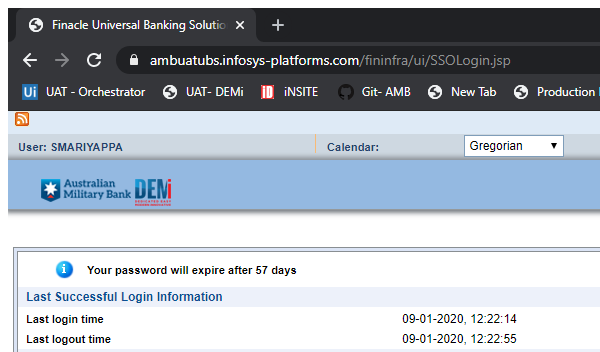 Finacle Universal Banking Solutio
ambuatubs.infosys-platforms.com/fininfra/ui/SSOLogin.jsp
Ui UAT - Orchestrator UAT- DEMi iNSITE Git- AMB New Tab Production
User: SMARIYAPPA Calendar: Gregorian
Australian
Military Bank DEMi
Your password will expire after 57 days
Last Successful Login Information
Last login time 09-01-2020, 12:22:14
Last logout time 09-01-2020, 12:22:55